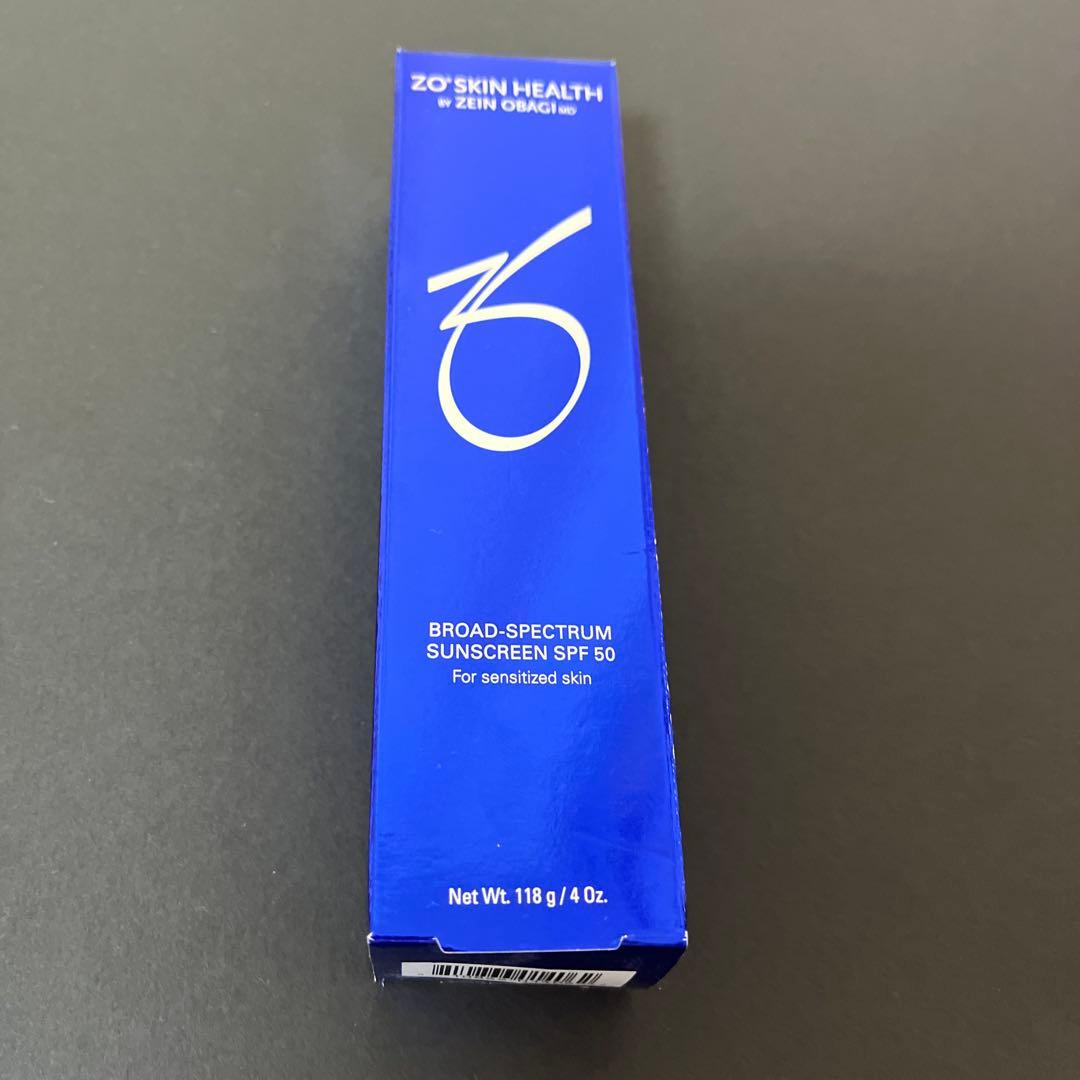 ZO® SKIN HEALTH
BY ZEIN OBAGI MD
ZO
BROAD-SPECTRUM
SUNSCREEN SPF 50
For sensitized skin
Net Wt. 118 g / 4 Oz.